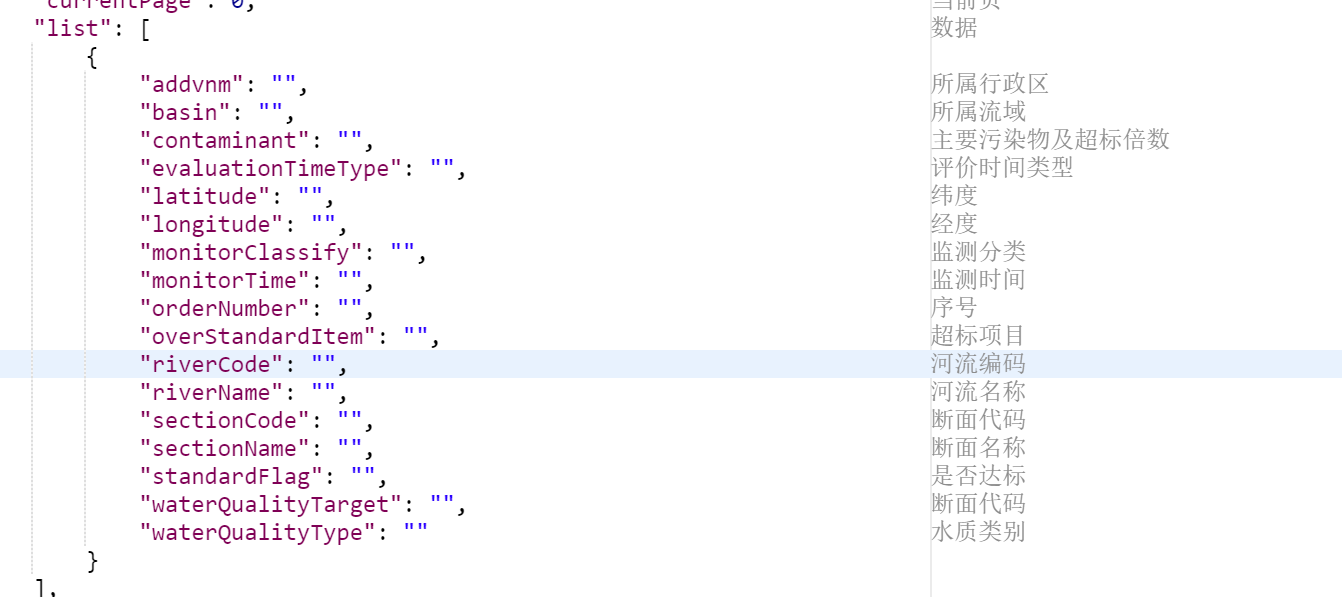 "currentPage": 0, 当前页
"list": [ 数据
{
"addvnm": "", 所属行政区
"basin": "", 所属流域
"contaminant": "", 主要污染物及超标倍数
"evaluationTimeType": "", 评价时间类型
"latitude": "", 纬度
"longitude": "", 经度
"monitorClassify": "", 监测分类
"monitorTime": "", 监测时间
"orderNumber": "", 序号
"overStandardItem": "", 超标项目
"riverCode": "", 河流编码
"riverName": "", 河流名称
"sectionCode": "", 断面代码
"sectionName": "", 断面名称
"standardFlag": "", 是否达标
"waterQualityTarget": "", 断面代码
"waterQualityType": "" 水质类别
}
],